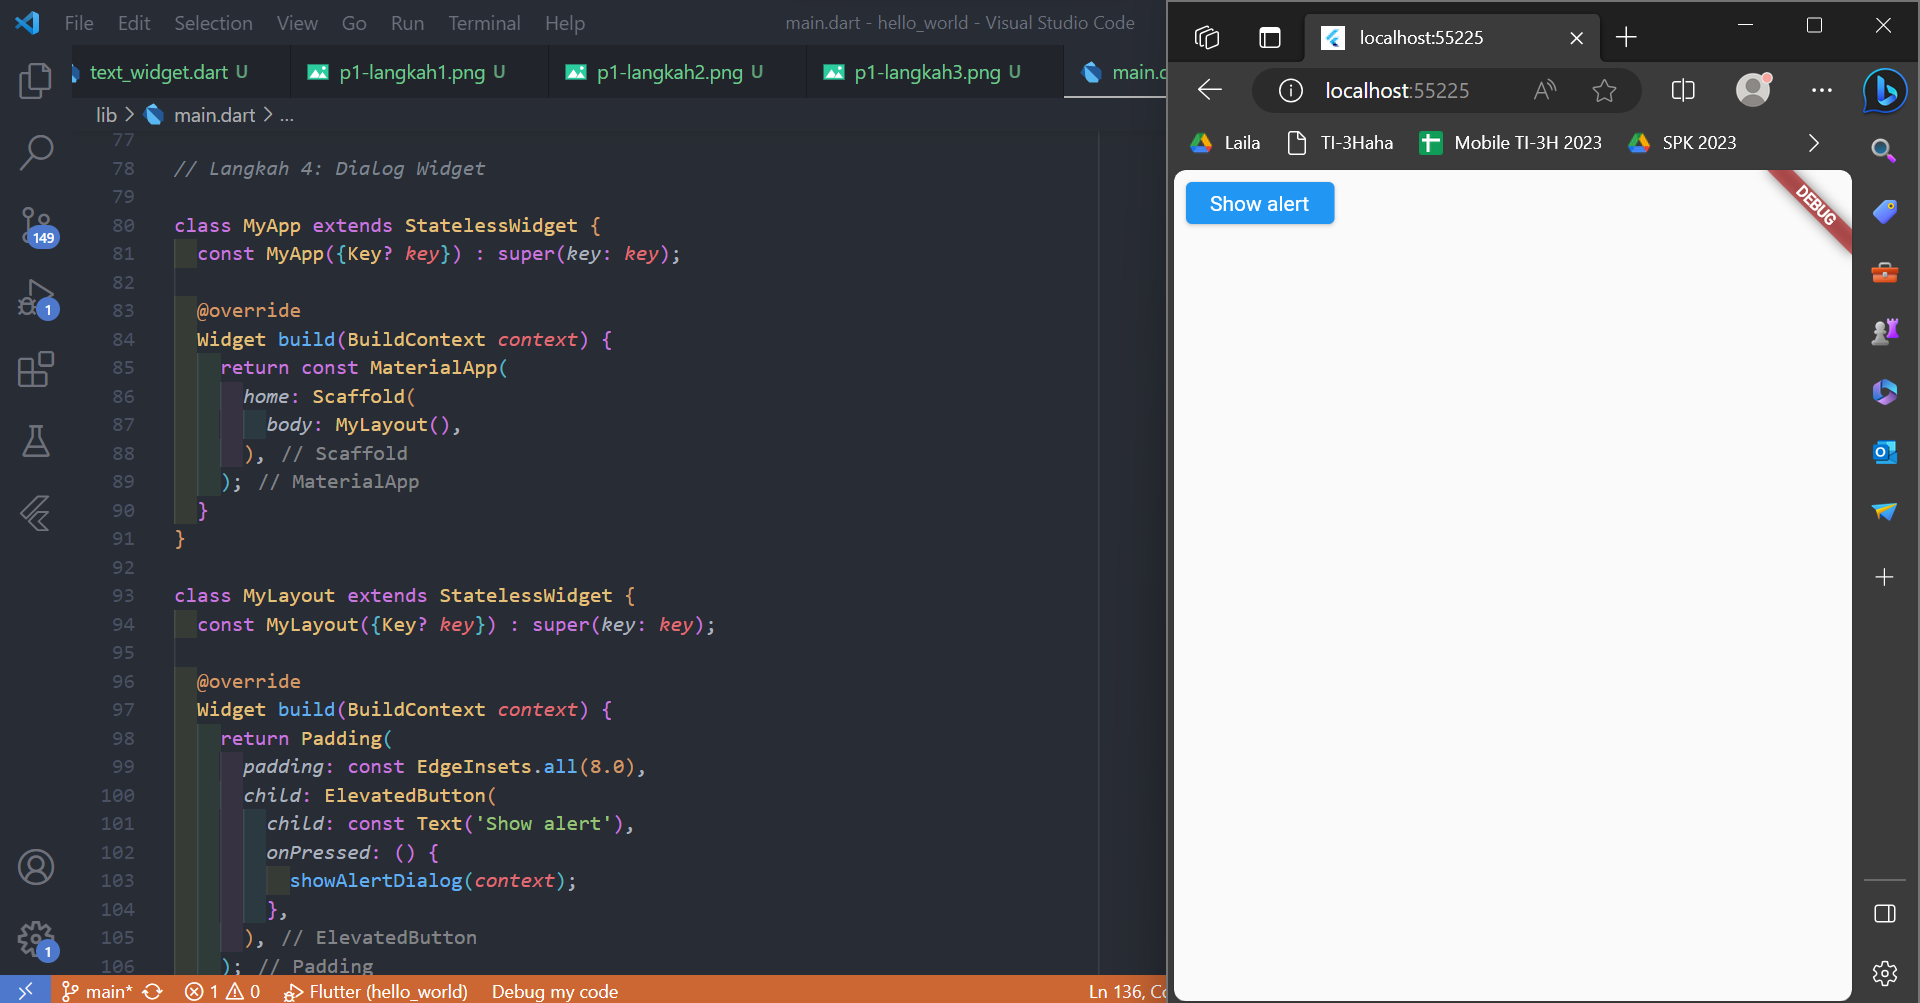 File Edit Selection View Go Run Terminal Help
main.dart - hello_world - Visual Studio Code
text_widget.dart U
p1-langkah1.png U
p1-langkah2.png U
p1-langkah3.png U
main.d
lib > main.dart > ...
149
1
1
77
78 // Langkah 4: Dialog Widget
79
80 class MyApp extends StatelessWidget {
81 const MyApp({Key? key}) : super(key: key);
82
83 @override
84 Widget build(BuildContext context) {
85 return const MaterialApp(
86 home: Scaffold(
87 body: MyLayout(),
88 ), // Scaffold
89 ); // MaterialApp
90 }
91 }
92
93 class MyLayout extends StatelessWidget {
94 const MyLayout({Key? key}) : super(key: key);
95
96 @override
97 Widget build(BuildContext context) {
98 return Padding(
99 padding: const EdgeInsets.all(8.0),
100 child: ElevatedButton(
101 child: const Text('Show alert'),
102 onPressed: () {
103 showAlertDialog(context);
104 },
105 ), // ElevatedButton
106 ); // Padding
main* 1 0 Flutter (hello_world) Debug my code Ln 136, Co
localhost:55225
localhost:55225
Laila TI-3Haha Mobile TI-3H 2023 SPK 2023
Show alert
DEBUG